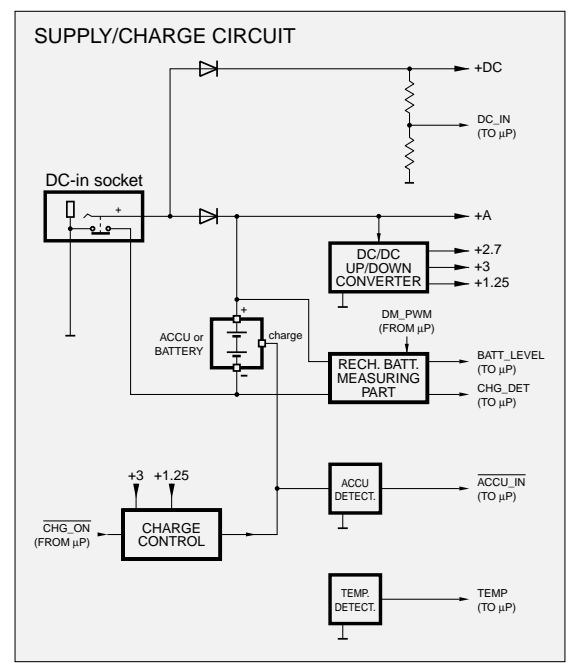 SUPPLY/CHARGE CIRCUIT
+DC
DC_IN
(TO µP)
DC-in socket
+
+A
DC/DC
UP/DOWN
CONVERTER
+2.7
+3
+1.25
DM_PWM
(FROM µP)
+
ACCU or
BATTERY
charge
–
RECH. BATT.
MEASURING
PART
BATT_LEVEL
(TO µP)
CHG_DET
(TO µP)
+3 +1.25
ACCU
DETECT.
ACCU_IN
(TO µP)
CHG_ON
(FROM µP)
CHARGE
CONTROL
TEMP.
DETECT.
TEMP
(TO µP)